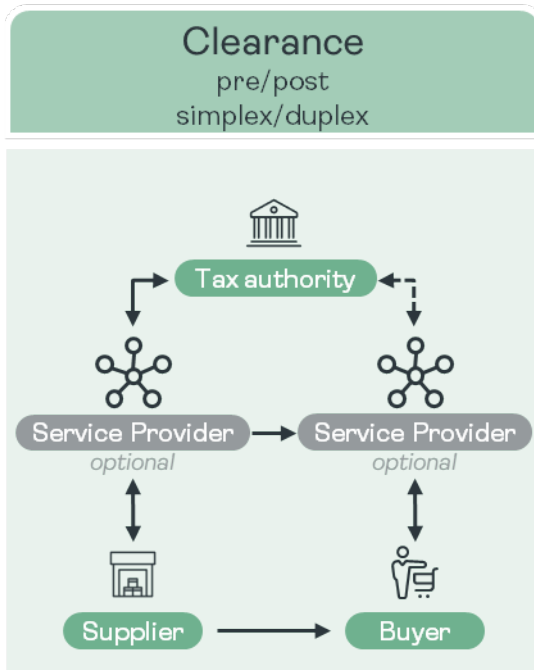 Clearance
pre/post
simplex/duplex
Tax authority
Service Provider
optional
Service Provider
optional
Supplier
Buyer